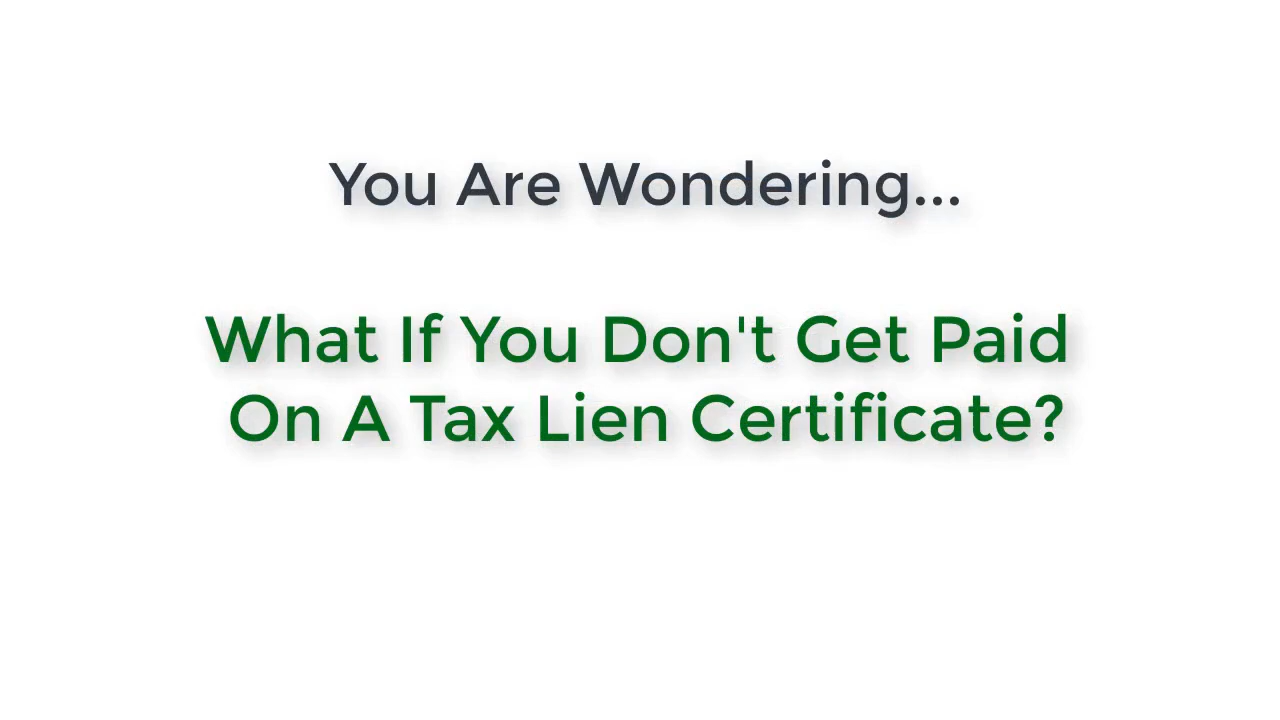 You Are Wondering...
What If You Don't Get Paid
On A Tax Lien Certificate?